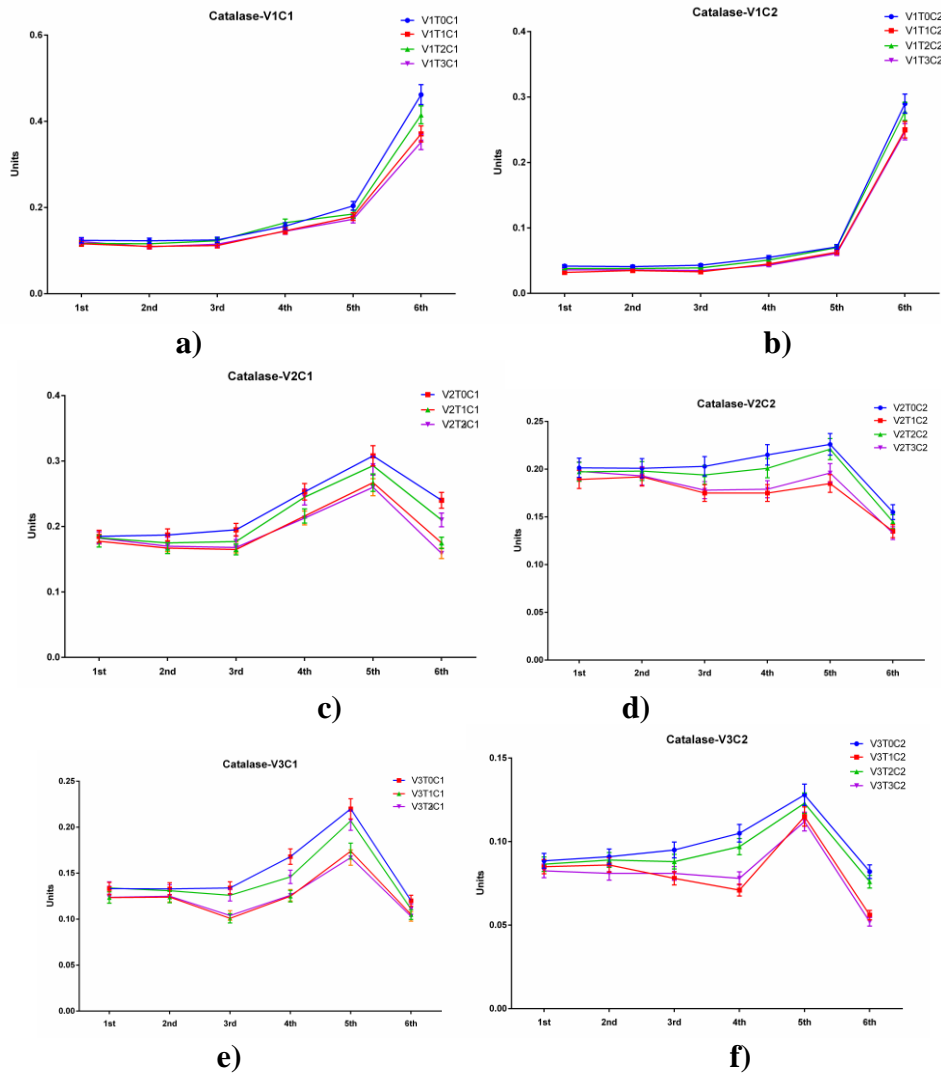 Catalase-V1C1
V1T0C1
V1T1C1
V1T2C1
V1T3C1
0.6
0.4
0.2
0.0
Units
1st 2nd 3rd 4th 5th 6th
a)
Catalase-V1C2
V1T0C2
V1T1C2
V1T2C2
V1T3C2
0.4
0.3
0.2
0.1
0.0
Units
1st 2nd 3rd 4th 5th 6th
b)
Catalase-V2C1
V2T0C1
V2T1C1
0.4
0.3
0.2
0.1
0.0
Units
1st 2nd 3rd 4th 5th 6th
c)
Catalase-V2C2
V2T0C2
V2T1C2
V2T2C2
V2T3C2
0.25
0.20
0.15
0.10
0.05
0.00
Units
1st 2nd 3rd 4th 5th 6th
d)
Catalase-V3C1
V3T0C1
V3T1C1
0.25
0.20
0.15
0.10
0.05
0.00
Units
1st 2nd 3rd 4th 5th 6th
e)
Catalase-V3C2
V3T0C2
V3T1C2
V3T2C2
V3T3C2
0.15
0.10
0.05
0.00
Units
1st 2nd 3rd 4th 5th 6th
f)